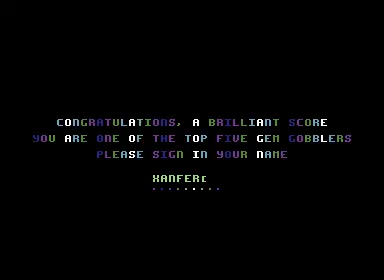 CONGRATULATIONS, A BRILLIANT SCORE
YOU ARE ONE OF THE TOP FIVE GEM GOBBLERS
PLEASE SIGN IN YOUR NAME
XANFER